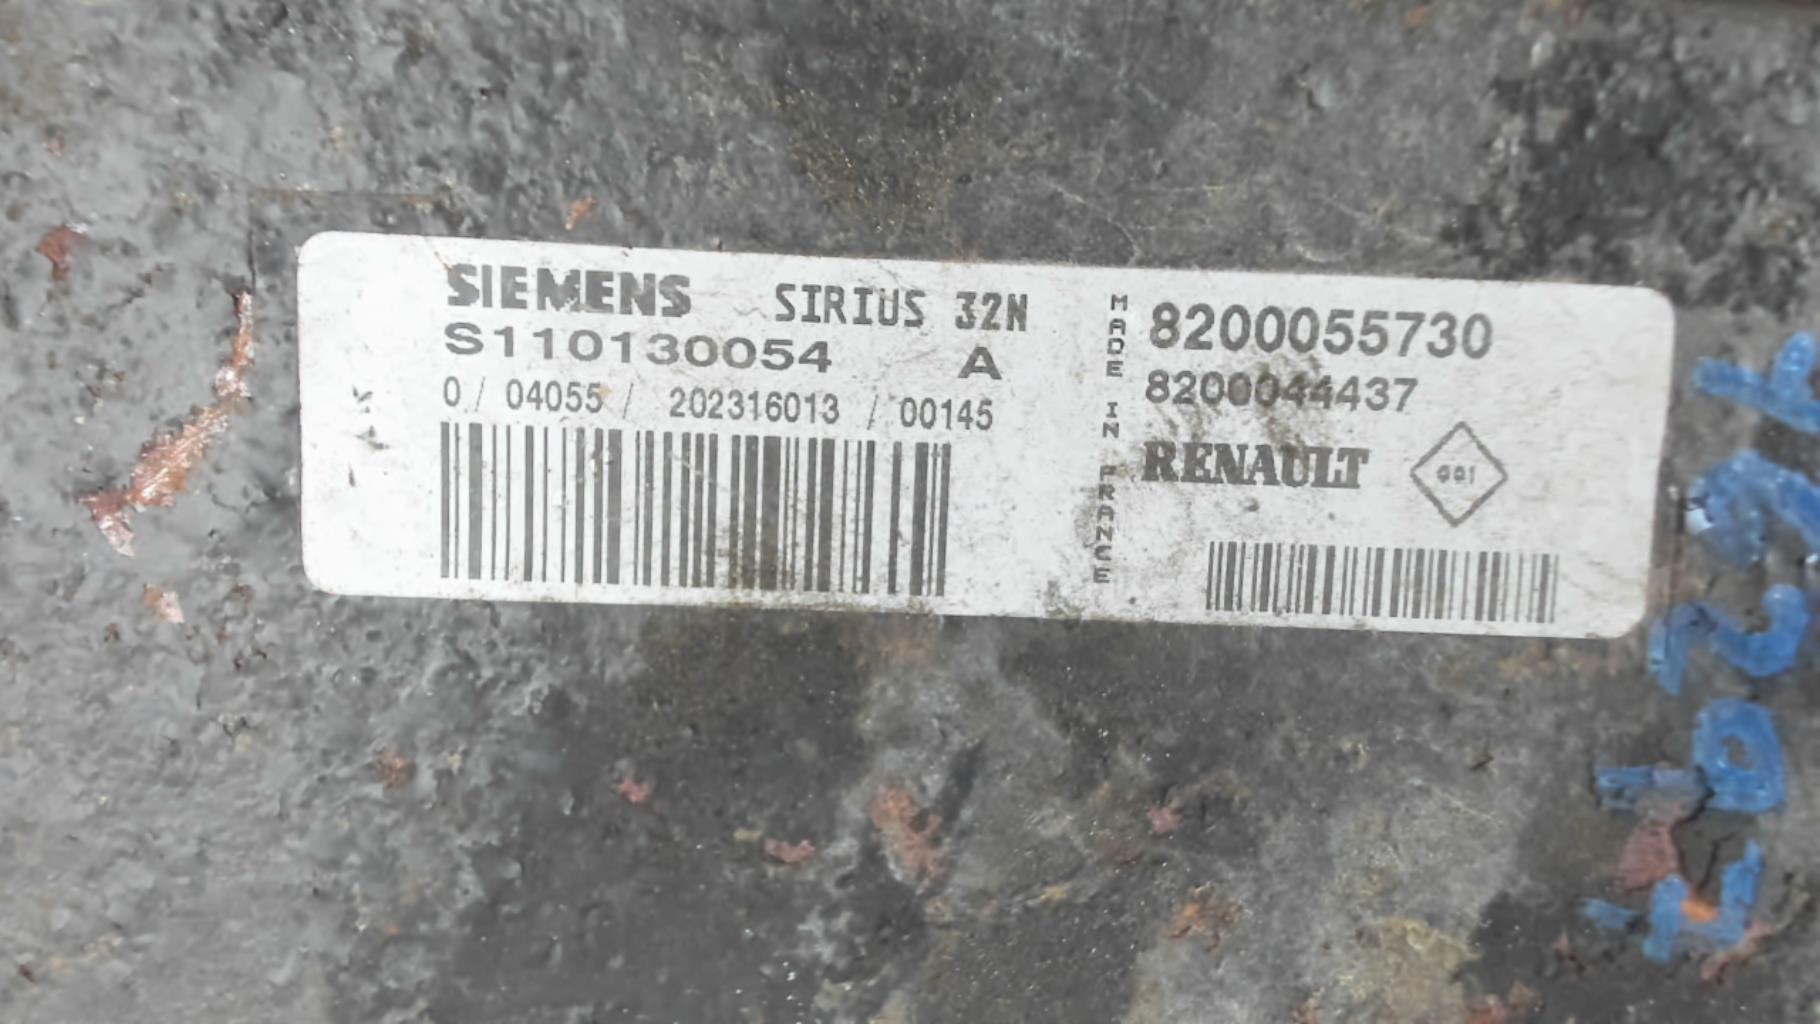 SIEMENS SIRIUS 32N
S110130054 A
0 / 04055 / 202316013 / 00145
MADE IN FRANCE
8200055730
8200044437
RENAULT